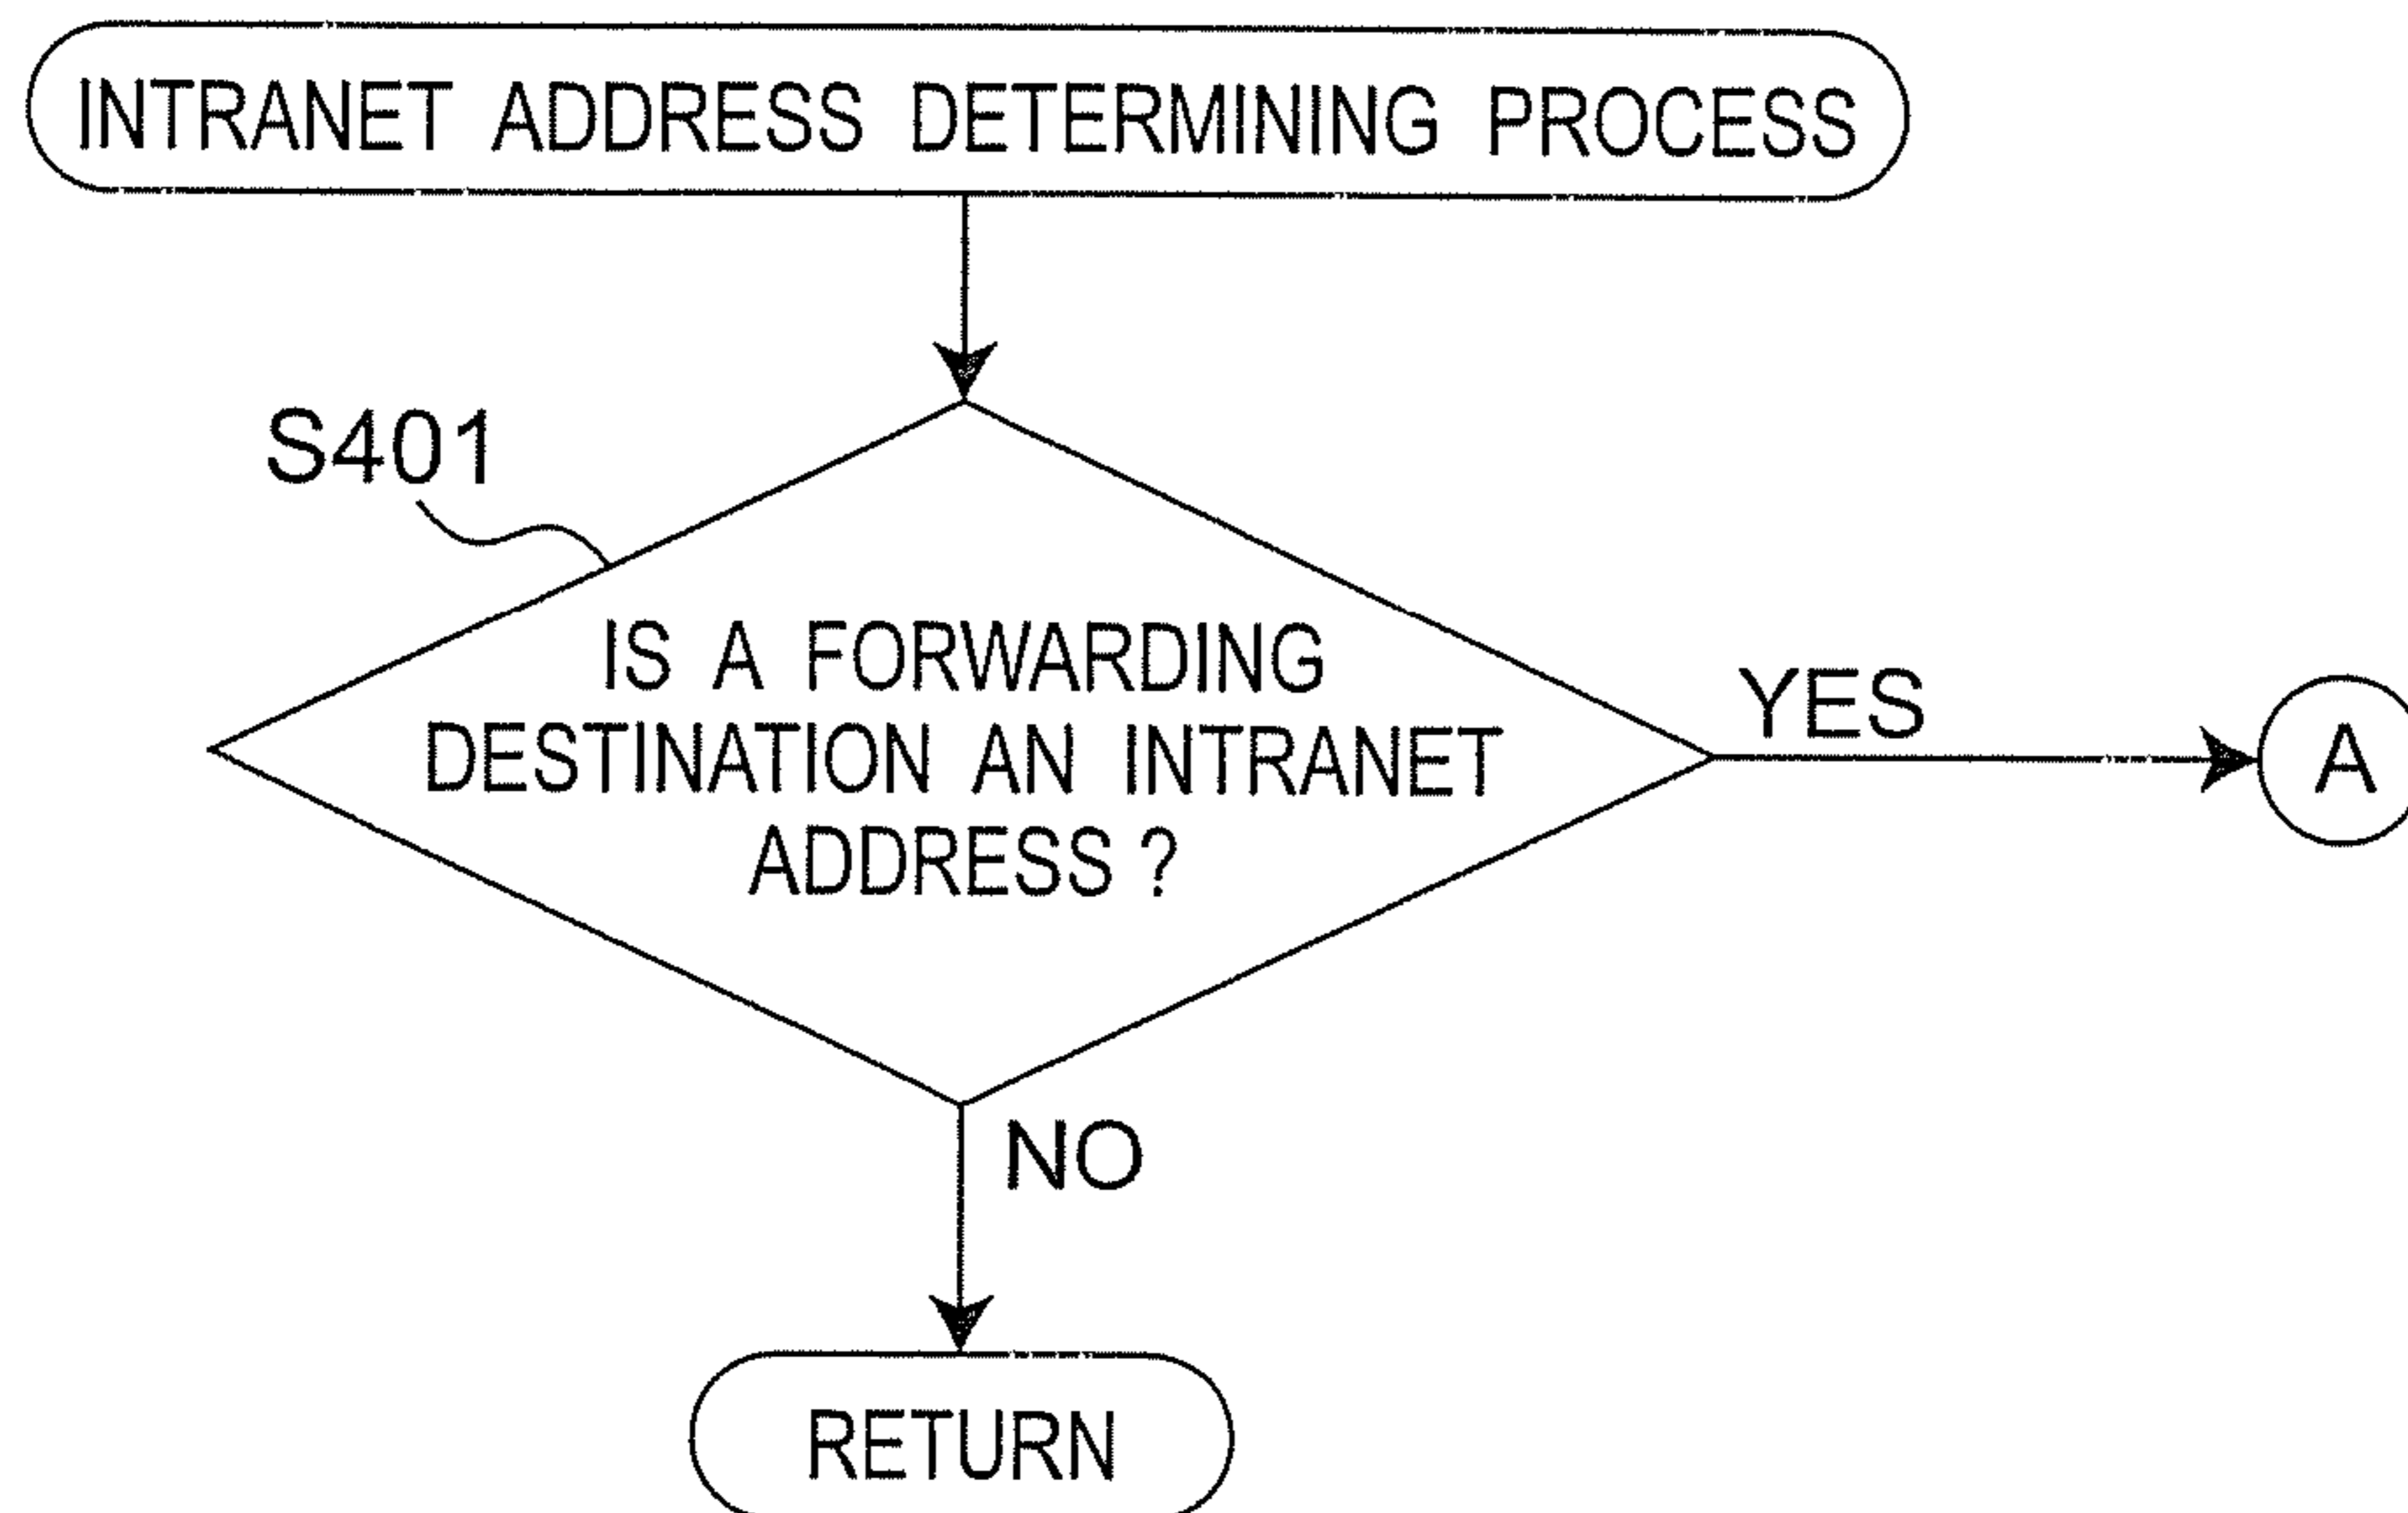 INTRANET ADDRESS DETERMINING PROCESS
S401
IS A FORWARDING
DESTINATION AN INTRANET
ADDRESS ?
YES
A
NO
RETURN